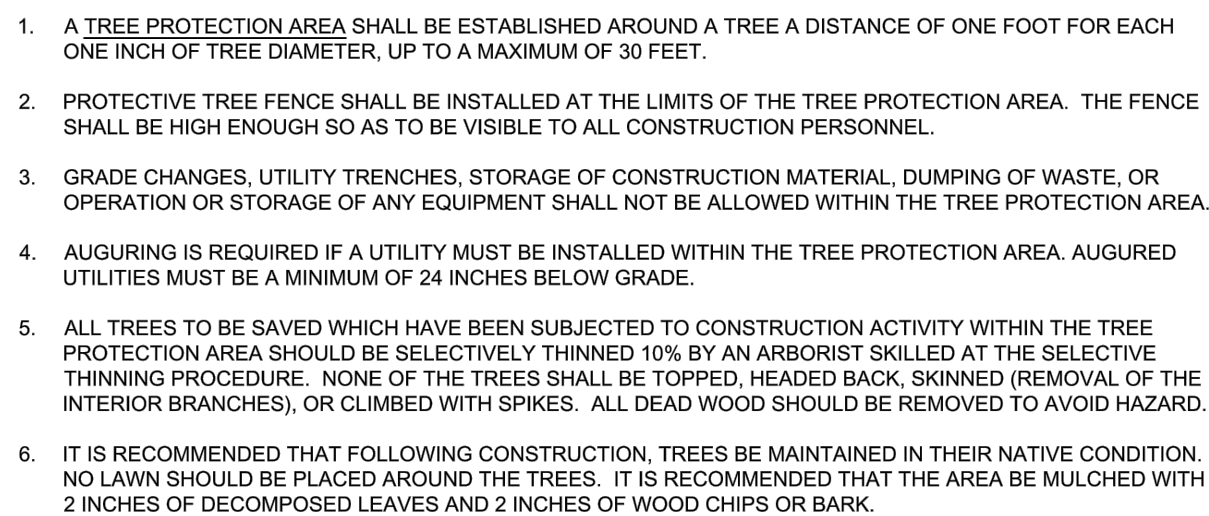 1. A TREE PROTECTION AREA SHALL BE ESTABLISHED AROUND A TREE A DISTANCE OF ONE FOOT FOR EACH
ONE INCH OF TREE DIAMETER, UP TO A MAXIMUM OF 30 FEET.
2. PROTECTIVE TREE FENCE SHALL BE INSTALLED AT THE LIMITS OF THE TREE PROTECTION AREA. THE FENCE
SHALL BE HIGH ENOUGH SO AS TO BE VISIBLE TO ALL CONSTRUCTION PERSONNEL.
3. GRADE CHANGES, UTILITY TRENCHES, STORAGE OF CONSTRUCTION MATERIAL, DUMPING OF WASTE, OR
OPERATION OR STORAGE OF ANY EQUIPMENT SHALL NOT BE ALLOWED WITHIN THE TREE PROTECTION AREA.
4. AUGURING IS REQUIRED IF A UTILITY MUST BE INSTALLED WITHIN THE TREE PROTECTION AREA. AUGURED
UTILITIES MUST BE A MINIMUM OF 24 INCHES BELOW GRADE.
5. ALL TREES TO BE SAVED WHICH HAVE BEEN SUBJECTED TO CONSTRUCTION ACTIVITY WITHIN THE TREE
PROTECTION AREA SHOULD BE SELECTIVELY THINNED 10% BY AN ARBORIST SKILLED AT THE SELECTIVE
THINNING PROCEDURE. NONE OF THE TREES SHALL BE TOPPED, HEADED BACK, SKINNED (REMOVAL OF THE
INTERIOR BRANCHES), OR CLIMBED WITH SPIKES. ALL DEAD WOOD SHOULD BE REMOVED TO AVOID HAZARD.
6. IT IS RECOMMENDED THAT FOLLOWING CONSTRUCTION, TREES BE MAINTAINED IN THEIR NATIVE CONDITION.
NO LAWN SHOULD BE PLACED AROUND THE TREES. IT IS RECOMMENDED THAT THE AREA BE MULCHED WITH
2 INCHES OF DECOMPOSED LEAVES AND 2 INCHES OF WOOD CHIPS OR BARK.